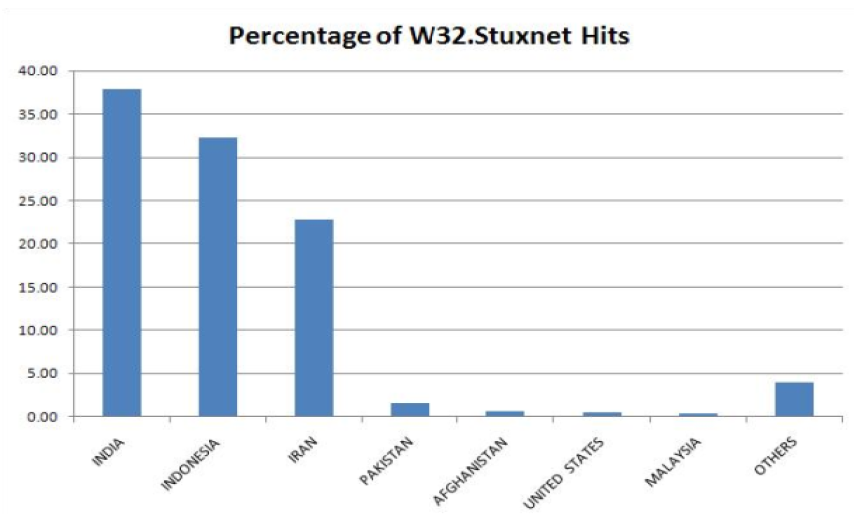 Percentage of W32.Stuxnet Hits
40.00
35.00
30.00
25.00
20.00
15.00
10.00
5.00
0.00
INDIA
INDONESIA
IRAN
PAKISTAN
AFGHANISTAN
UNITED STATES
MALAYSIA
OTHERS